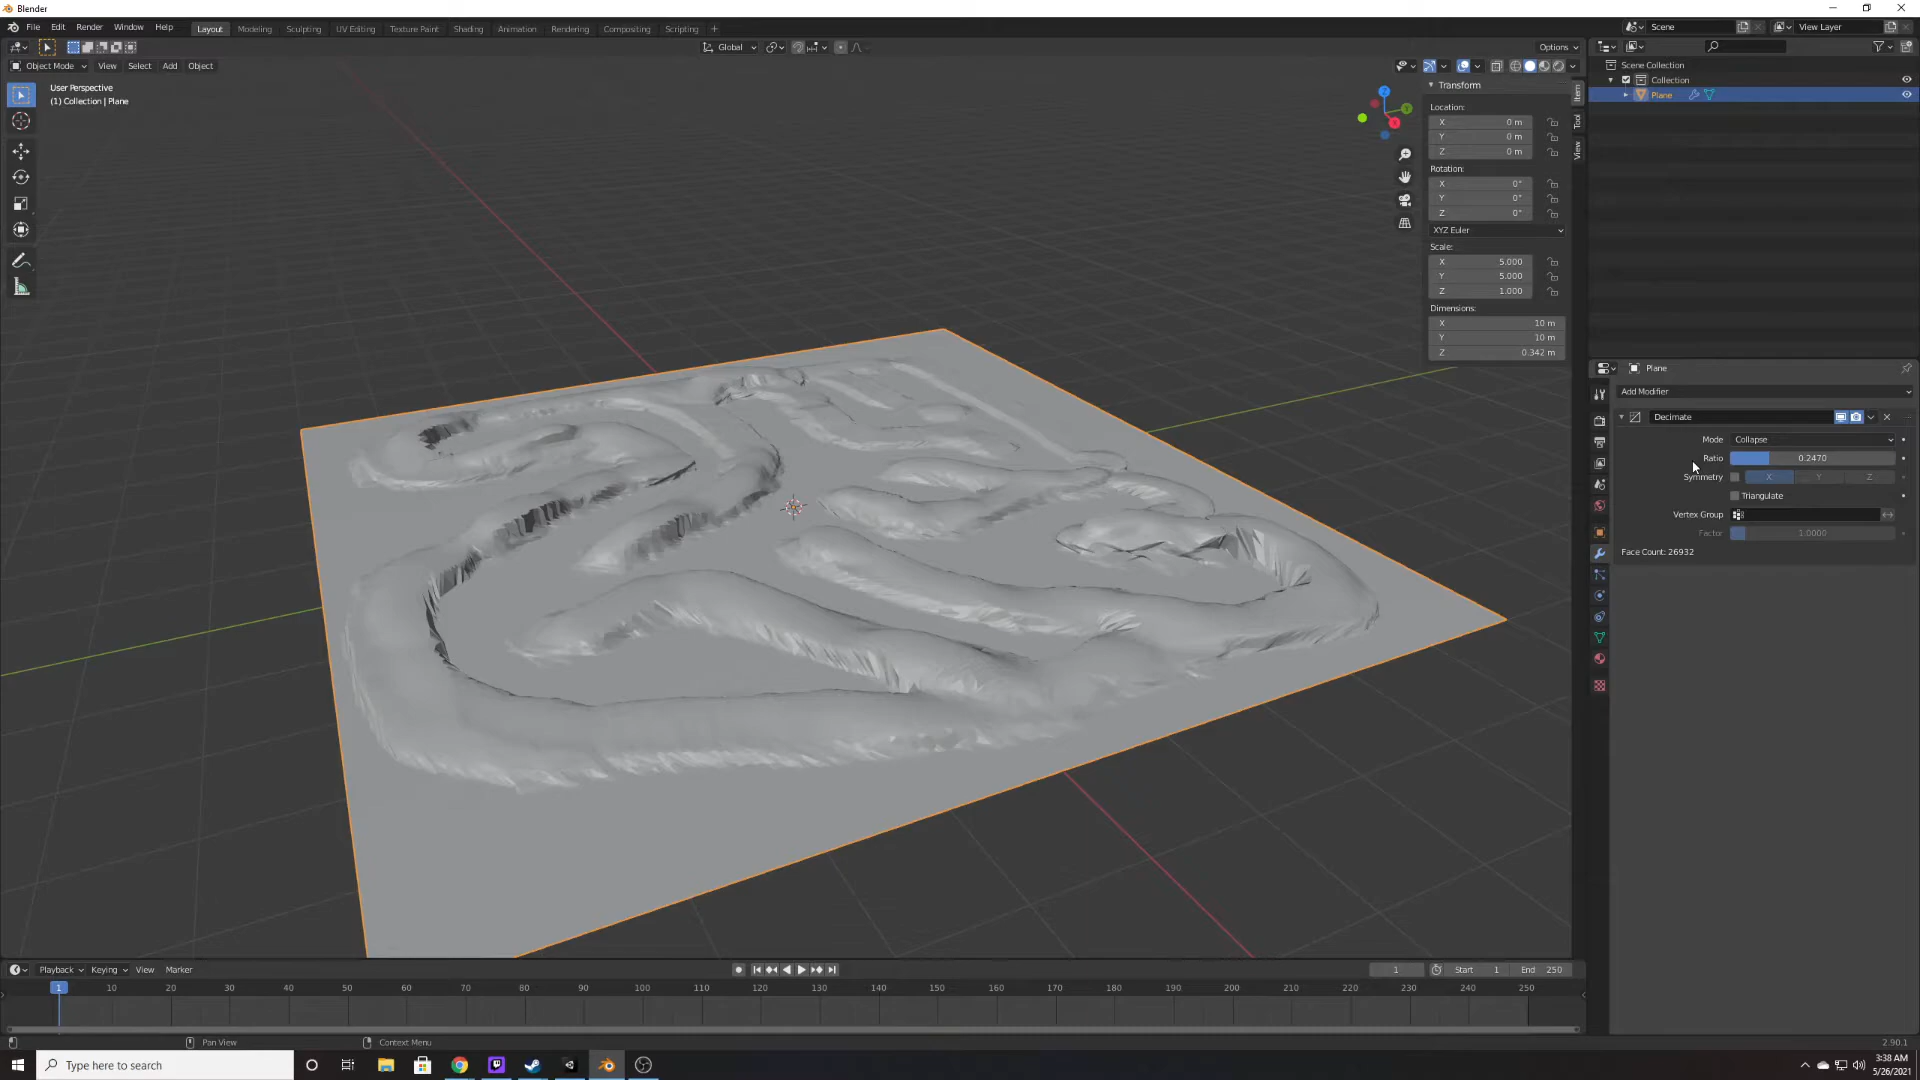 Blender
File Edit Render Window Help
Layout Modeling Sculpting UV Editing Texture Paint Shading Animation Rendering Compositing Scripting +
Scene
View Layer
Global
Options
Object Mode View Select Add Object
User Perspective
(1) Collection | Plane
Scene Collection
Collection
Plane
Transform
Location:
X 0 m
Y 0 m
Z 0 m
Rotation:
X 0°
Y 0°
Z 0°
XYZ Euler
Scale:
X 5.000
Y 5.000
Z 1.000
Dimensions:
X 10 m
Y 10 m
Z 0.342 m
Item
Tool
View
Z
Plane
Add Modifier
Decimate
Mode Collapse
Ratio 0.2470
Symmetry X Y Z
Triangulate
Vertex Group
Factor 1.0000
Face Count: 26932
Playback Keying View Marker
1 Start 1 End 250
1 10 20 30 40 50 60 70 80 90 100 110 120 130 140 150 160 170 180 190 200 210 220 230 240 250
Pan View
Context Menu
2.90.1
Type here to search
3:38 AM
5/26/2021